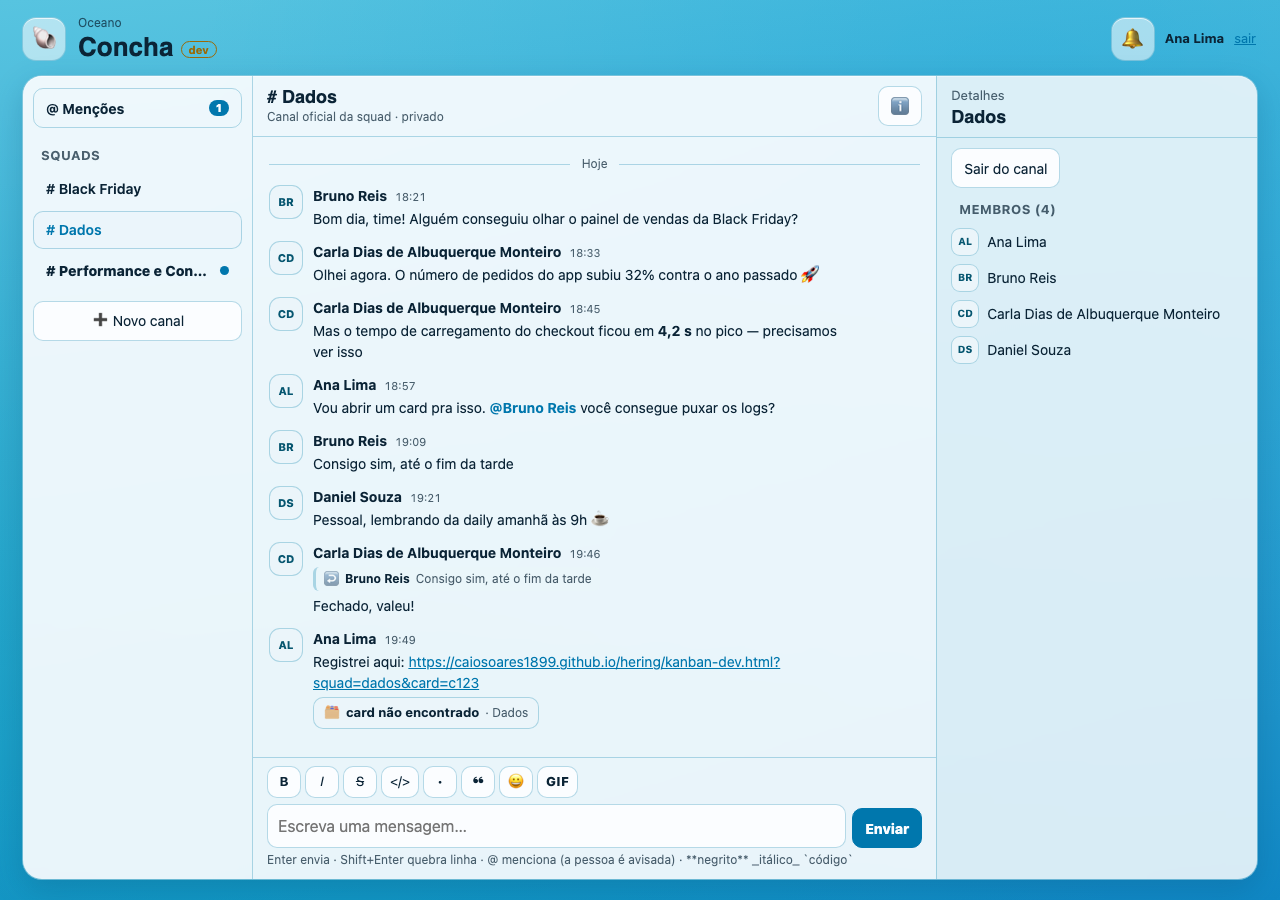 Oceano
Concha dev
Ana Lima sair
@ Menções 1
SQUADS
# Black Friday
# Dados
# Performance e Con...
➕ Novo canal
# Dados
Canal oficial da squad · privado
Hoje
BR Bruno Reis 18:21
Bom dia, time! Alguém conseguiu olhar o painel de vendas da Black Friday?
CD Carla Dias de Albuquerque Monteiro 18:33
Olhei agora. O número de pedidos do app subiu 32% contra o ano passado 🚀
CD Carla Dias de Albuquerque Monteiro 18:45
Mas o tempo de carregamento do checkout ficou em 4,2 s no pico — precisamos
ver isso
AL Ana Lima 18:57
Vou abrir um card pra isso. @Bruno Reis você consegue puxar os logs?
BR Bruno Reis 19:09
Consigo sim, até o fim da tarde
DS Daniel Souza 19:21
Pessoal, lembrando da daily amanhã às 9h ☕
CD Carla Dias de Albuquerque Monteiro 19:46
Bruno Reis Consigo sim, até o fim da tarde
Fechado, valeu!
AL Ana Lima 19:49
Registrei aqui: https://caiosoares1899.github.io/hering/kanban-dev.html?
squad=dados&card=c123
card não encontrado · Dados
B I S </> • ❝ 😀 GIF
Escreva uma mensagem...
Enviar
Enter envia · Shift+Enter quebra linha · @ menciona (a pessoa é avisada) · **negrito** _itálico_ `código`
Detalhes
Dados
Sair do canal
MEMBROS (4)
AL Ana Lima
BR Bruno Reis
CD Carla Dias de Albuquerque Monteiro
DS Daniel Souza